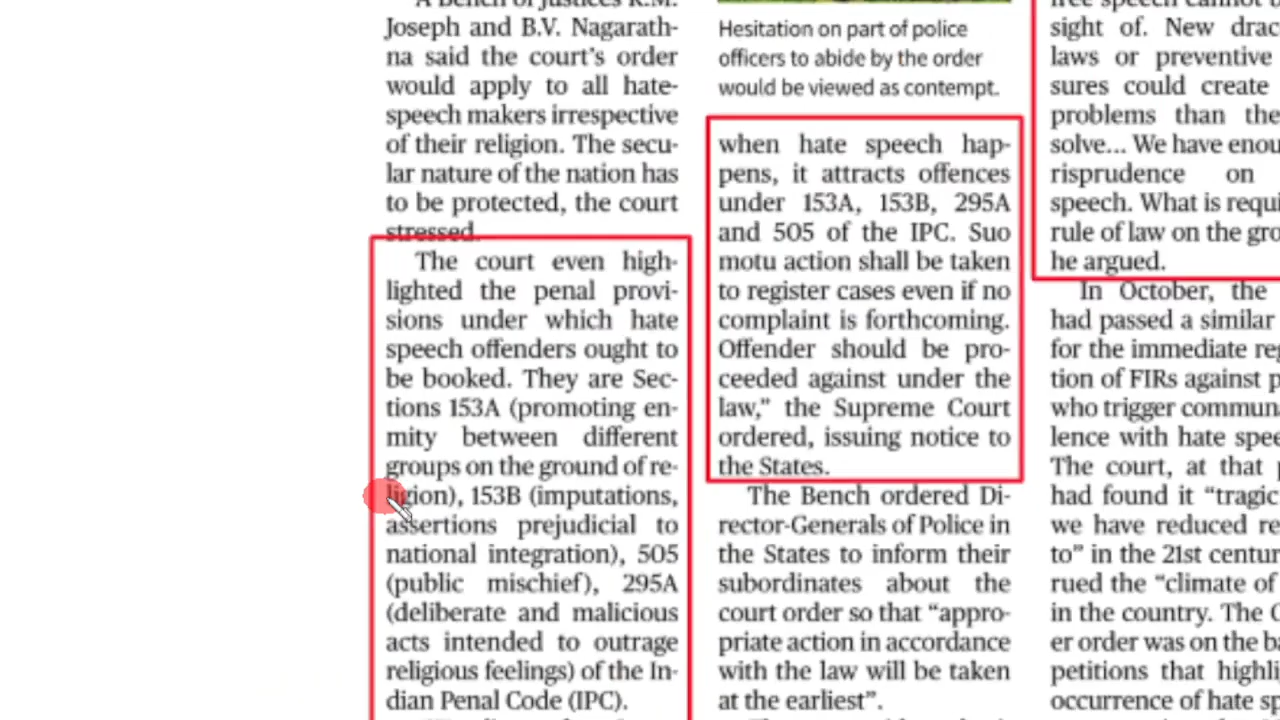 A Bench of Justices K.M.
Joseph and B.V. Nagarath-
na said the court's order
would apply to all hate-
speech makers irrespective
of their religion. The secu-
lar nature of the nation has
to be protected, the court
stressed.
The court even high-
lighted the penal provi-
sions under which hate
speech offenders ought to
be booked. They are Sec-
tions 153A (promoting en-
mity between different
groups on the ground of re-
ligion), 153B (imputations,
assertions prejudicial to
national integration), 505
(public mischief), 295A
(deliberate and malicious
acts intended to outrage
religious feelings) of the In-
dian Penal Code (IPC).
Hesitation on part of police
officers to abide by the order
would be viewed as contempt.
when hate speech hap-
pens, it attracts offences
under 153A, 153B, 295A
and 505 of the IPC. Suo
motu action shall be taken
to register cases even if no
complaint is forthcoming.
Offender should be pro-
ceeded against under the
law,” the Supreme Court
ordered, issuing notice to
the States.
The Bench ordered Di-
rector-Generals of Police in
the States to inform their
subordinates about the
court order so that “appro-
priate action in accordance
with the law will be taken
at the earliest”.
free speech cannot
sight of. New
laws or preventive
sures could create
problems than
solve... We have
risprudence on
speech. What is
rule of law on the
he argued.
In October, the
had passed a similar
for the immediate
tion of FIRs against
who trigger
lence with hate
The court, at that
had found it “tragic
we have reduced
to” in the 21st
rued the “climate of
in the country. The
er order was on the
petitions that
occurrence of hate